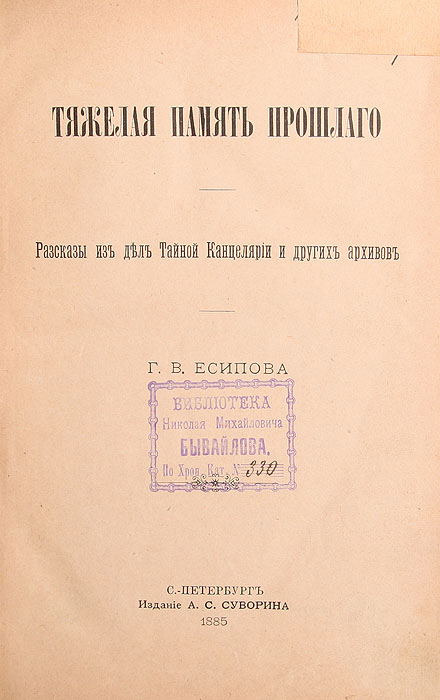 ТЯЖЕЛАЯ ПАМЯТЬ ПРОШЛАГО
Разсказы изъ дѣлъ Тайной Канцеляріи и другихъ архивовъ
Г. В. ЕСИПОВА
БИБЛІОТЕКА
Николая Михайловича
БЫВАЙЛОВА.
По Хрон. Кат. № 330
С.-ПЕТЕРБУРГЪ
Изданіе А. С. СУВОРИНА
1885